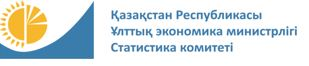 Қазақстан Республикасы
Ұлттық экономика министрлігі
Статистика комитеті